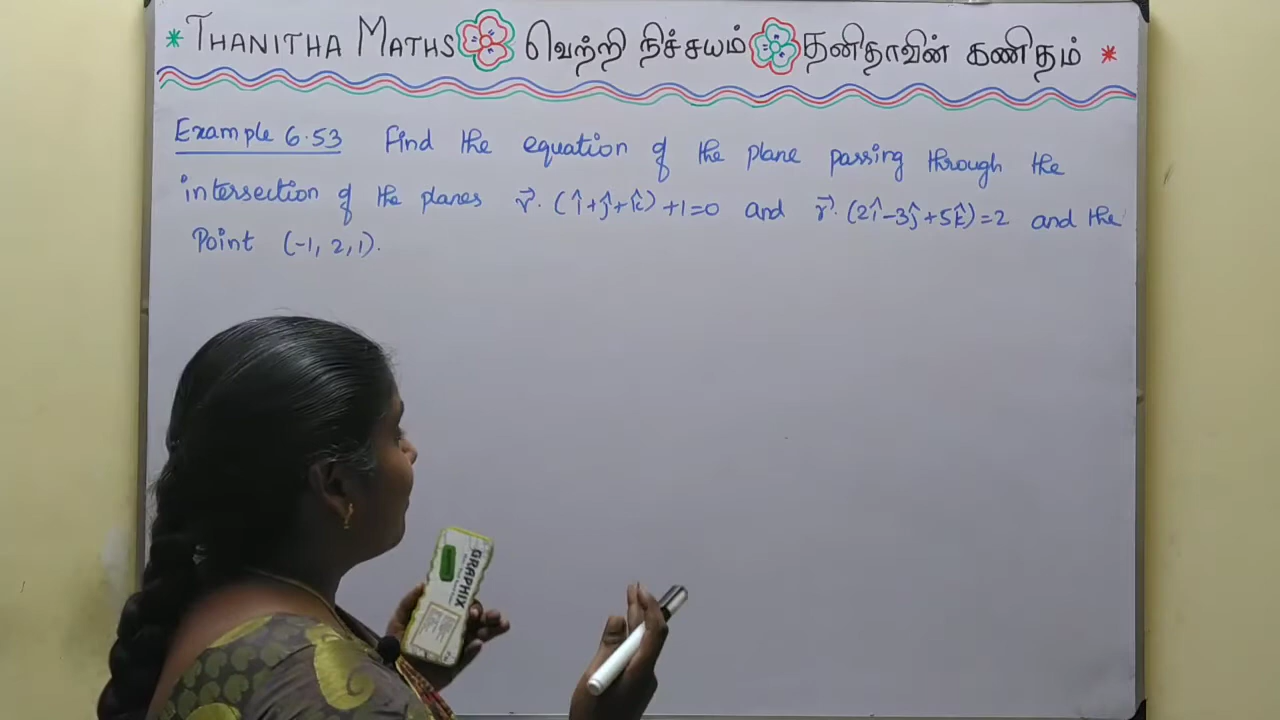 * THANITHA MATHS வெற்றி நிச்சயம் தனிதாவின் கணிதம் *
Example 6.53 Find the equation of the plane passing through the
intersection of the planes r⃗. (î+ĵ+k̂)+1=0 and r⃗. (2î-3ĵ+5k̂)=2 and the
Point (-1, 2, 1).
GRAPHIX